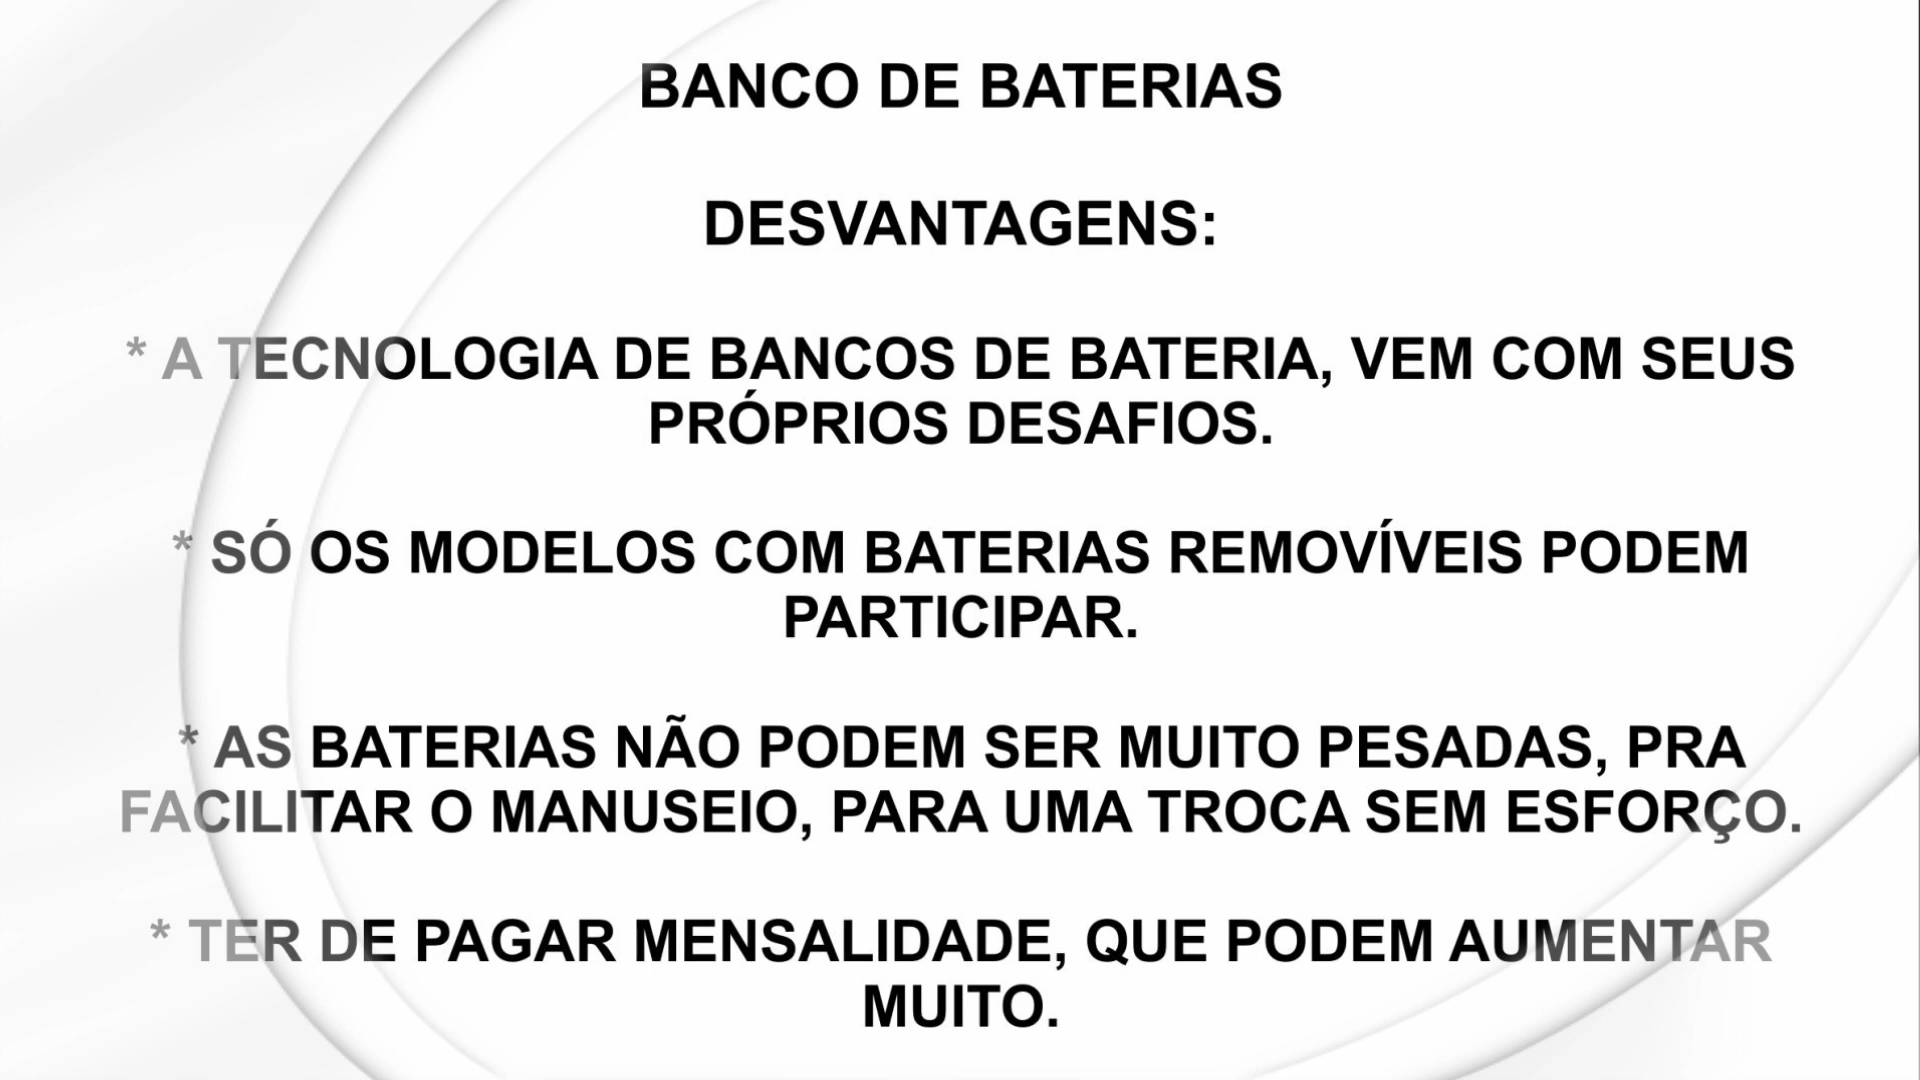 BANCO DE BATERIAS
DESVANTAGENS:
* A TECNOLOGIA DE BANCOS DE BATERIA, VEM COM SEUS
PRÓPRIOS DESAFIOS.
* SÓ OS MODELOS COM BATERIAS REMOVÍVEIS PODEM
PARTICIPAR.
* AS BATERIAS NÃO PODEM SER MUITO PESADAS, PRA
FACILITAR O MANUSEIO, PARA UMA TROCA SEM ESFORÇO.
* TER DE PAGAR MENSALIDADE, QUE PODEM AUMENTAR
MUITO.